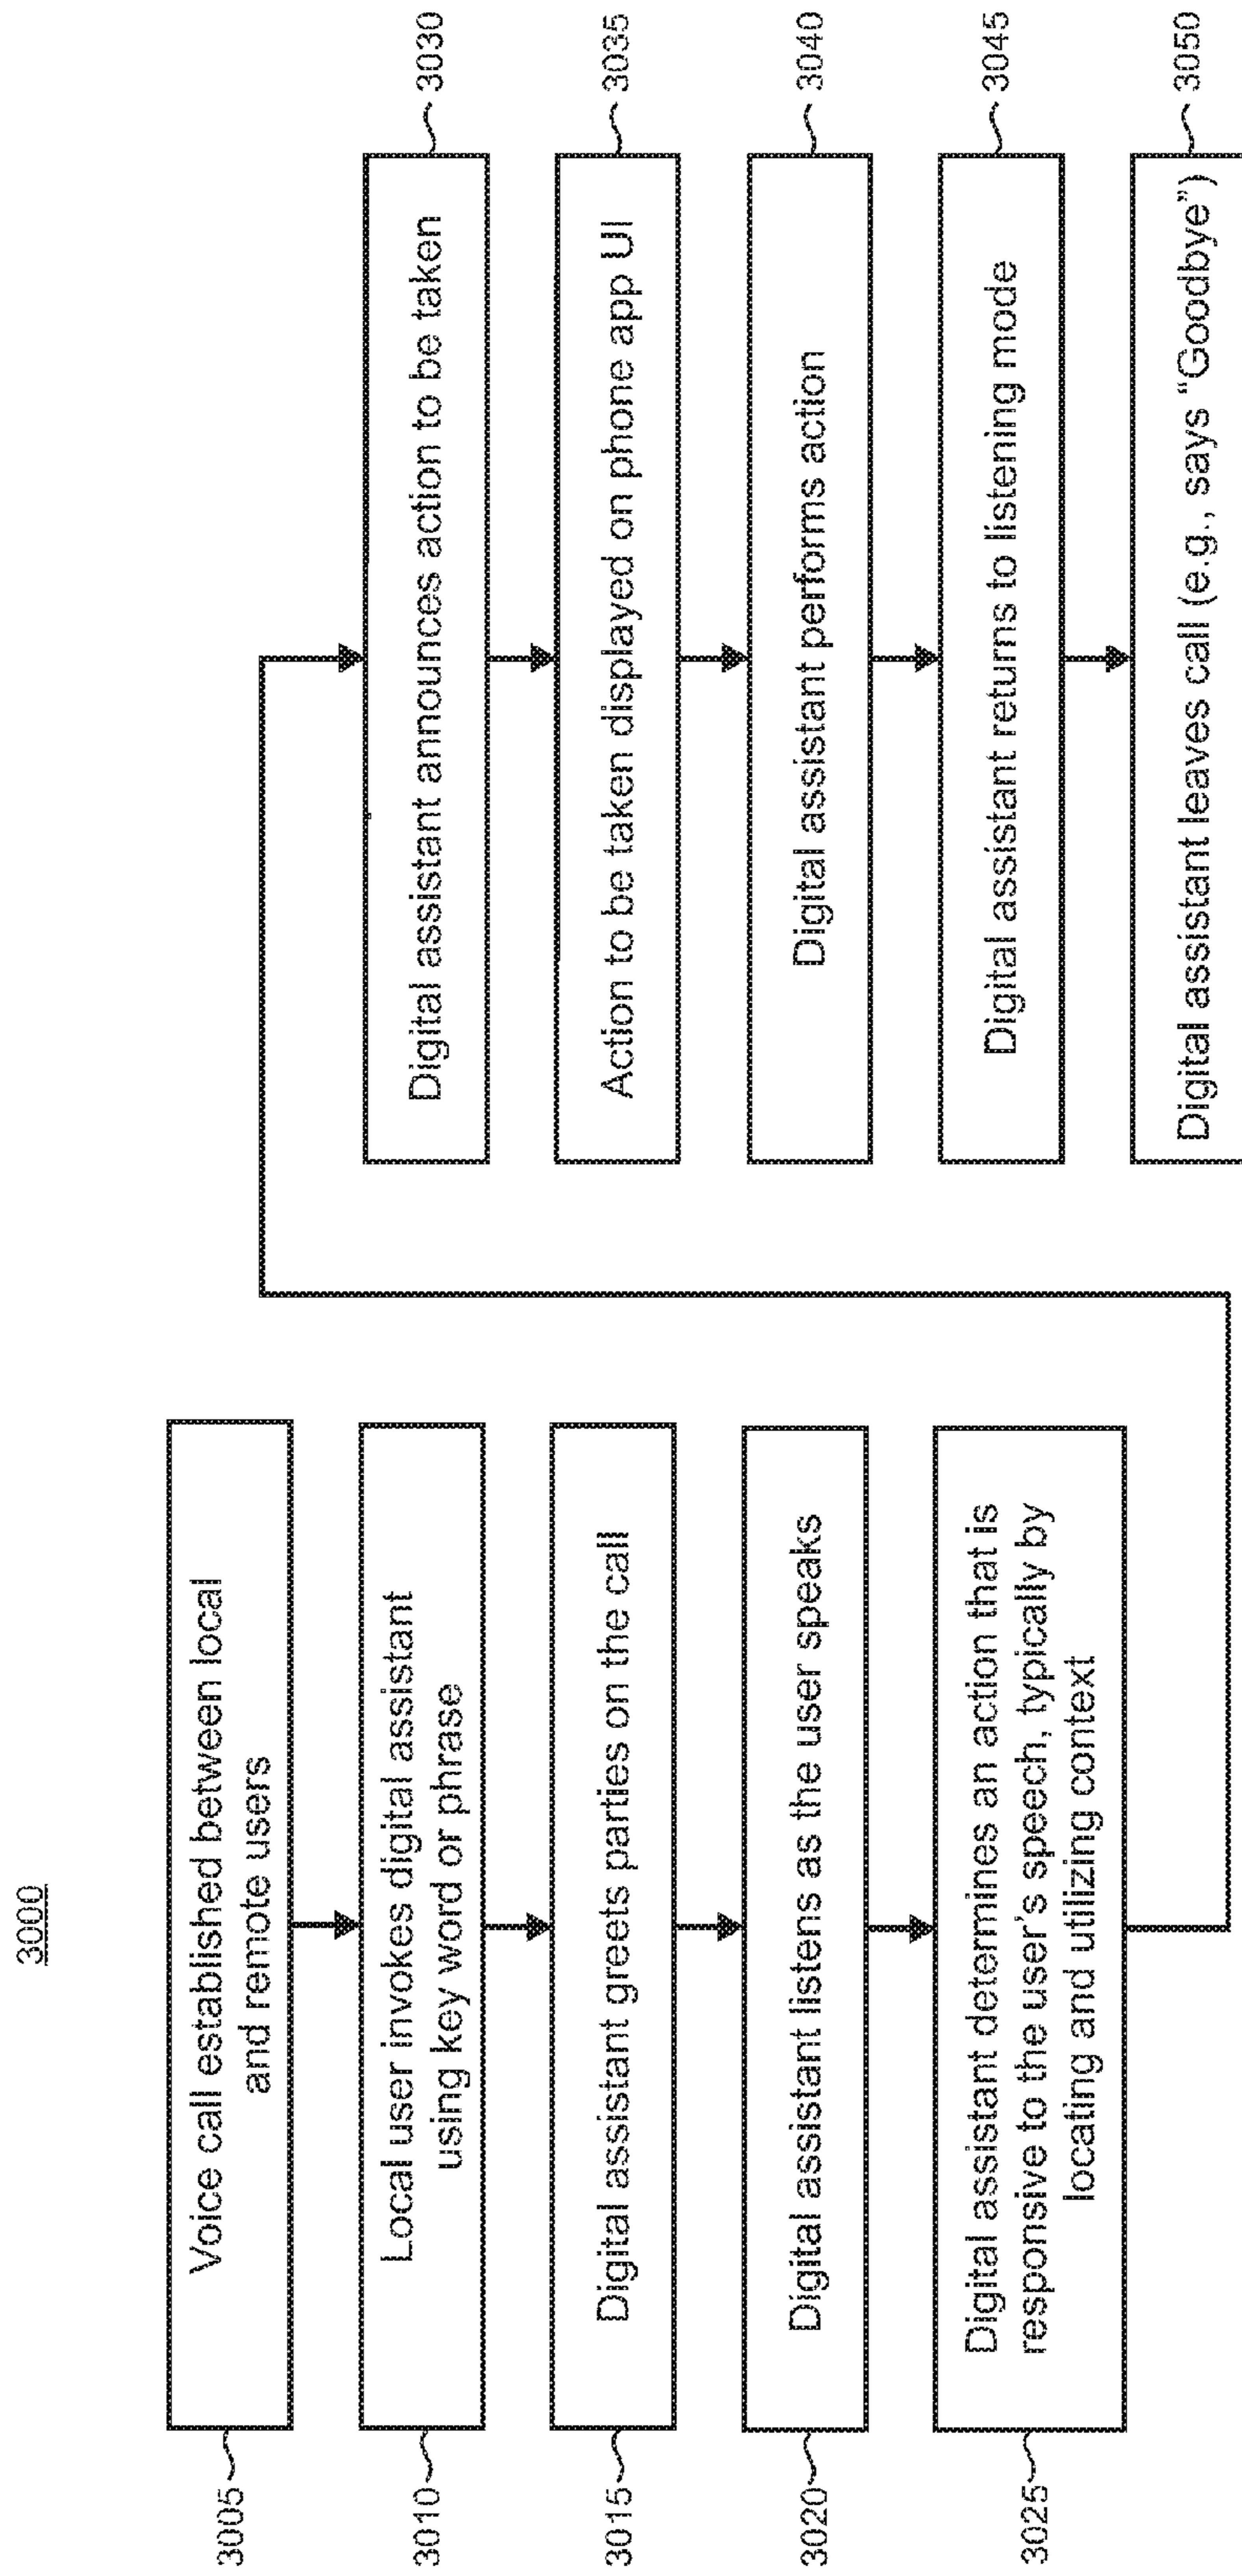 3000
3005
Voice call established between local
and remote users
3010
Local user invokes digital assistant
using key word or phrase
3015
Digital assistant greets parties on the call
3020
Digital assistant listens as the user speaks
3025
Digital assistant determines an action that is
responsive to the user's speech, typically by
locating and utilizing context
Digital assistant announces action to be taken
3030
Action to be taken displayed on phone app UI
3035
Digital assistant performs action
3040
Digital assistant returns to listening mode
3045
Digital assistant leaves call (e.g., says “Goodbye”)
3050